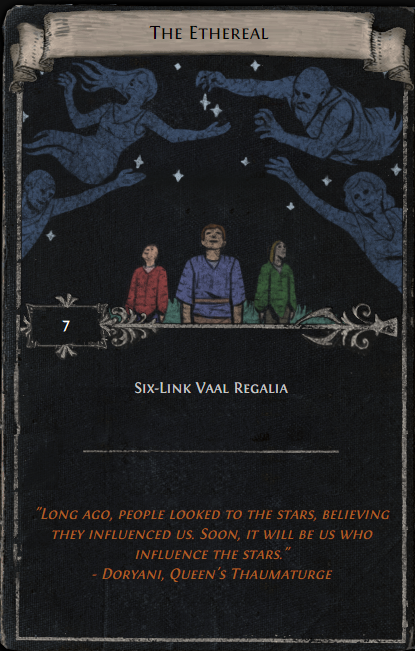 The Ethereal
7
Six-Link Vaal Regalia
"Long ago, people looked to the stars, believing
they influenced us. Soon, it will be us who
influence the stars."
- Doryani, Queen's Thaumaturge